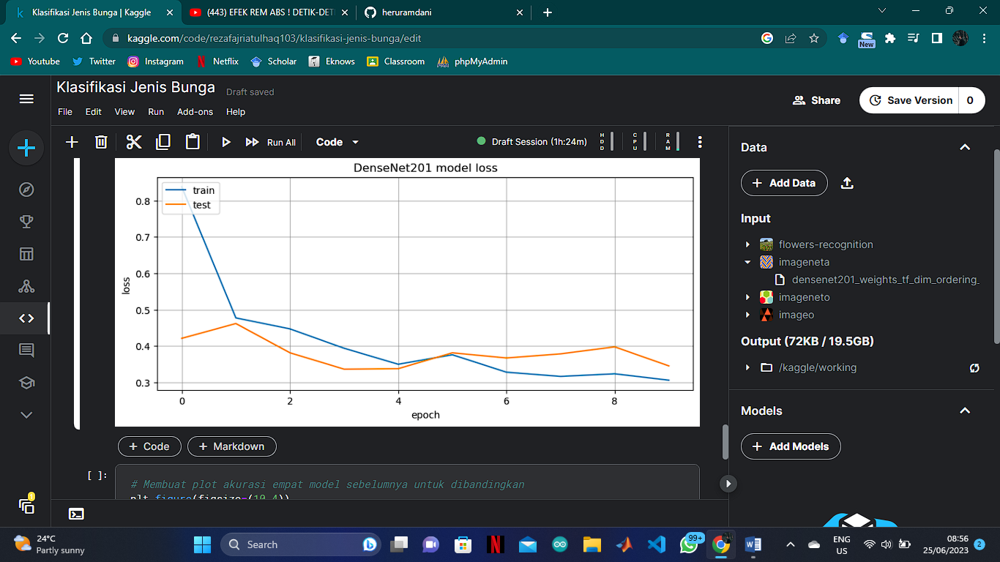 Klasifikasi Jenis Bunga | Kaggle
(443) EFEK REM ABS ! DETIK-DET
heruramdani
kaggle.com/code/rezafajriatulhaq103/klasifikasi-jenis-bunga/edit
New
Youtube
Twitter
Instagram
Netflix
Scholar
Eknows
Classroom
phpMyAdmin
Klasifikasi Jenis Bunga
Draft saved
File
Edit
View
Run
Add-ons
Help
Share
Save Version
0
Run All
Code
Draft Session (1h:24m)
HDD
CPU
RAM
DenseNet201 model loss
train
test
0.8
0.7
0.6
0.5
0.4
0.3
loss
0 2 4 6 8
epoch
+ Code
+ Markdown
[ ]:
# Membuat plot akurasi empat model sebelumnya untuk dibandingkan
plt.figure(figsize=(10,4))
Data
+ Add Data
Input
flowers-recognition
imageneta
densenet201_weights_tf_dim_ordering_
imageneto
imageo
Output (72KB / 19.5GB)
/kaggle/working
Models
+ Add Models
1
24°C
Partly sunny
Search
99+
ENG
US
08:56
25/06/2023
2